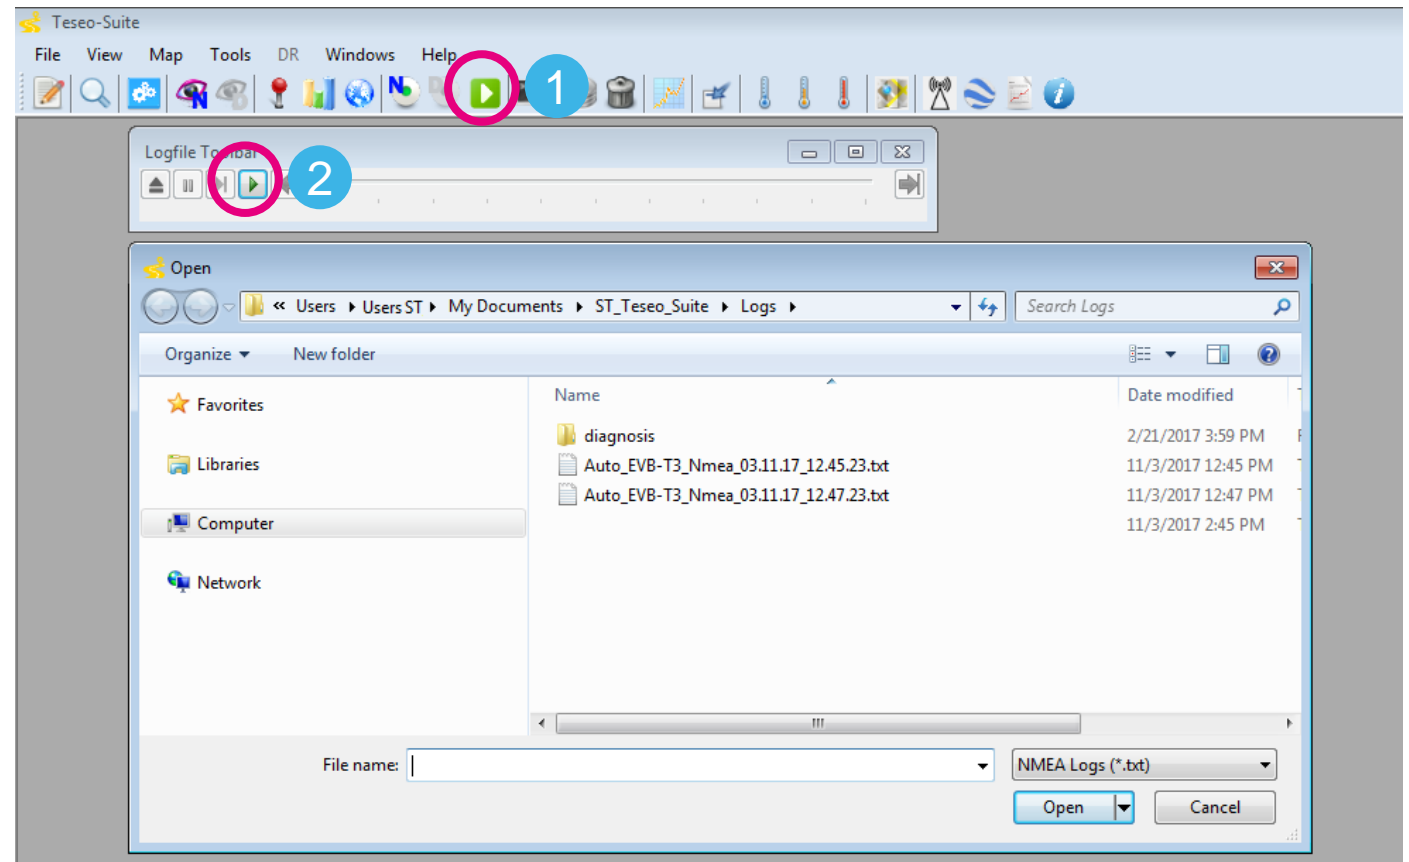 Teseo-Suite
File View Map Tools DR Windows Help
N N 1
Logfile Toolbar
2
Open
« Users Users ST My Documents ST_Teseo_Suite Logs Search Logs
Organize New folder
Name Date modified
Favorites
diagnosis 2/21/2017 3:59 PM
Libraries Auto_EVB-T3_Nmea_03.11.17_12.45.23.txt 11/3/2017 12:45 PM
Auto_EVB-T3_Nmea_03.11.17_12.47.23.txt 11/3/2017 12:47 PM
Computer 11/3/2017 2:45 PM
Network
File name: NMEA Logs (*.txt)
Open Cancel